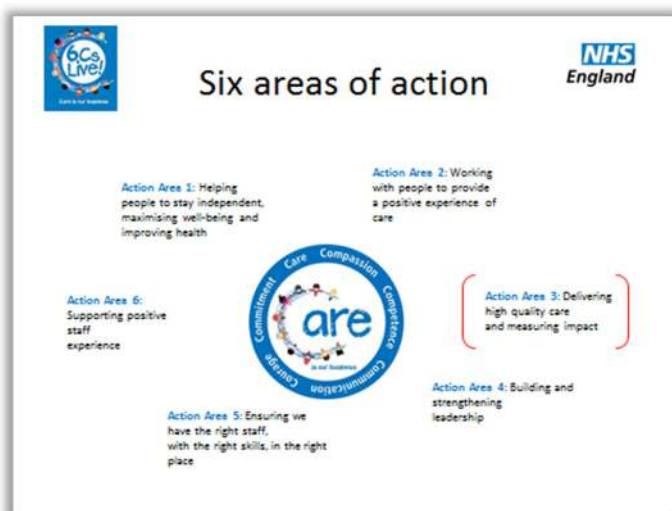 6Cs
Live!
Care is our business
Six areas of action
NHS
England
Action Area 1: Helping
people to stay independent,
maximising well-being and
improving health
Action Area 2: Working
with people to provide
a positive experience of
care
Action Area 6:
Supporting positive
staff
experience
Care Compassion Competence Communication Courage Commitment
Care
is our business
Action Area 3: Delivering
high quality care
and measuring impact
Action Area 4: Building and
strengthening
leadership
Action Area 5: Ensuring we
have the right staff,
with the right skills, in the right
place